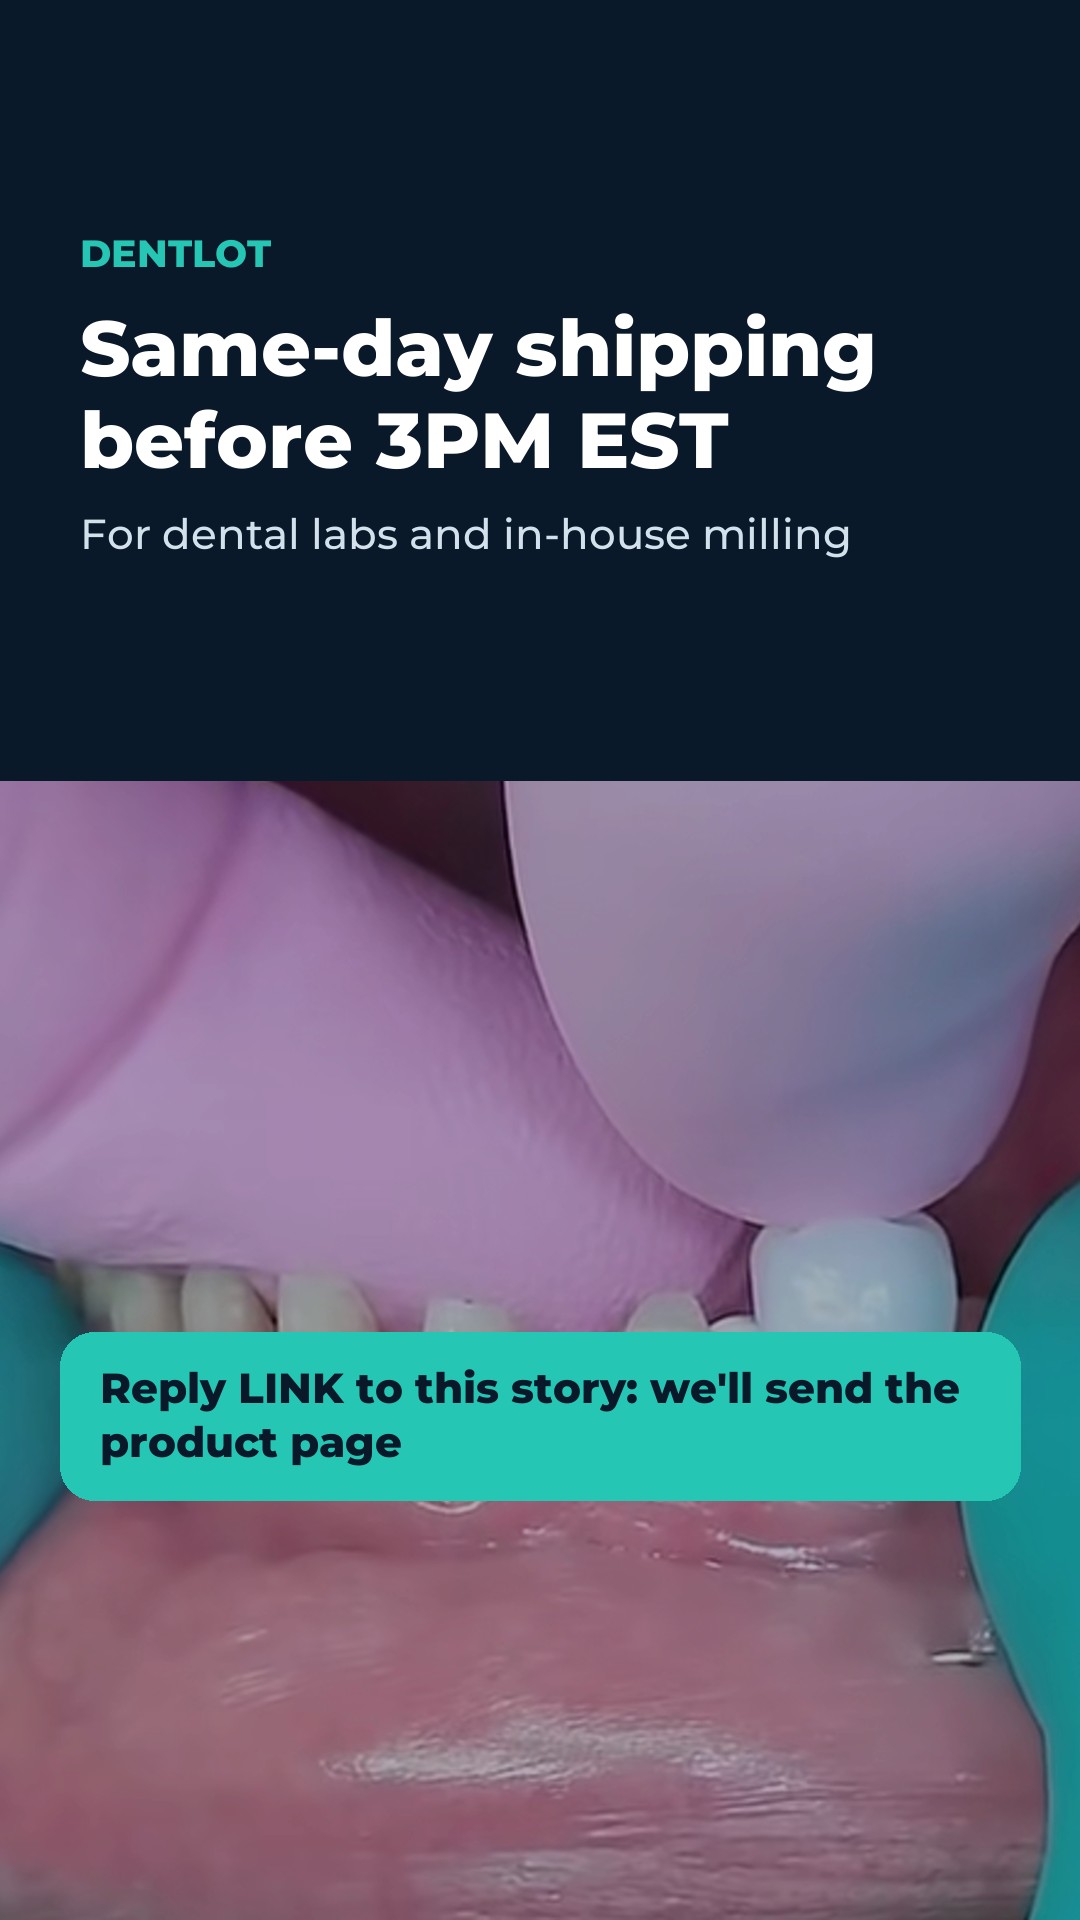 DENTLOT
Same-day shipping
before 3PM EST
For dental labs and in-house milling
Reply LINK to this story: we'll send the
product page